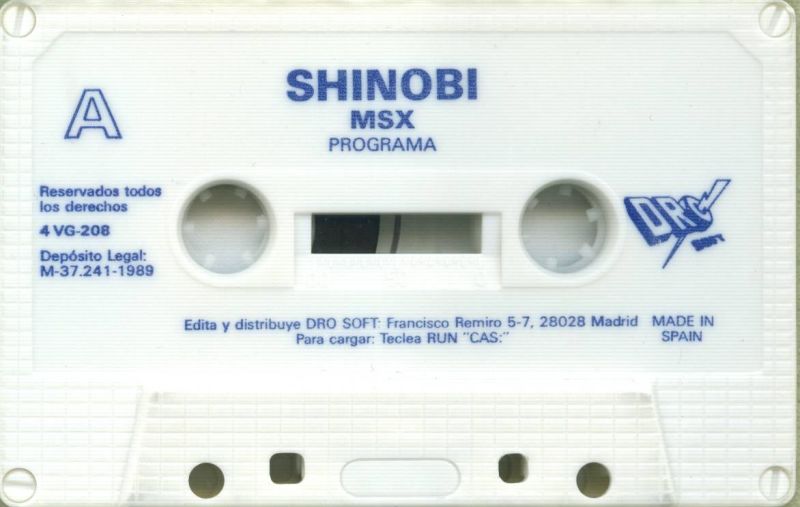 SHINOBI
MSX
PROGRAMA
A
Reservados todos
los derechos
4 VG-208
Depósito Legal:
M-37.241-1989
DRO
SOFT
Edita y distribuye DRO SOFT: Francisco Remiro 5-7, 28028 Madrid
Para cargar: Teclea RUN "CAS:"
MADE IN
SPAIN